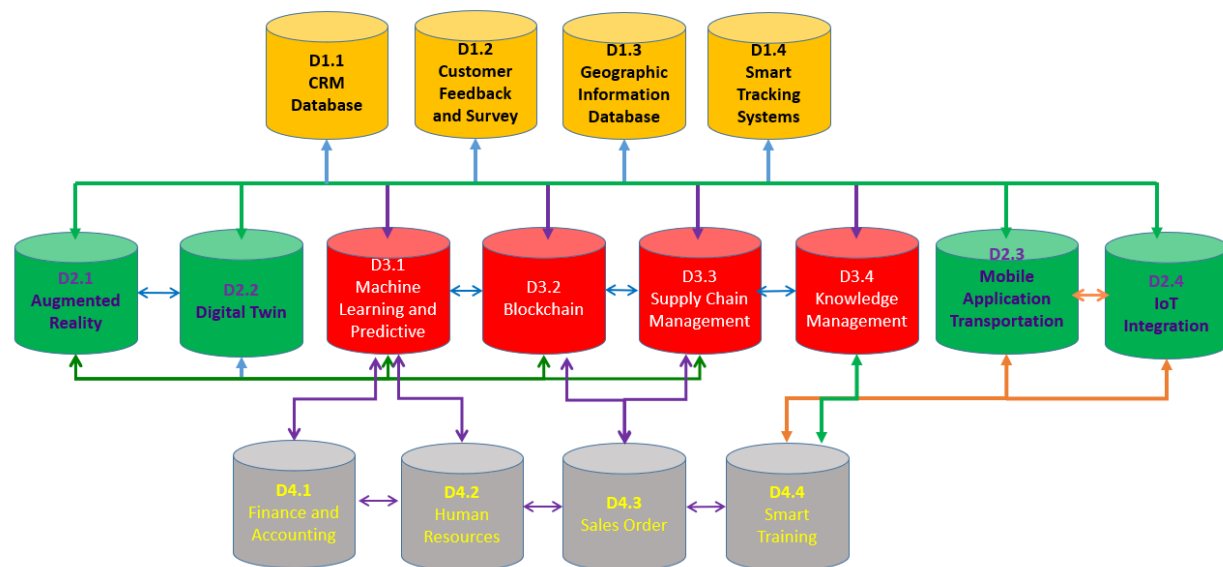 D1.1
CRM
Database
D1.2
Customer
Feedback
and Survey
D1.3
Geographic
Information
Database
D1.4
Smart
Tracking
Systems
D2.1
Augmented
Reality
D2.2
Digital Twin
D3.1
Machine
Learning and
Predictive
D3.2
Blockchain
D3.3
Supply Chain
Management
D3.4
Knowledge
Management
D2.3
Mobile
Application
Transportation
D2.4
IoT
Integration
D4.1
Finance and
Accounting
D4.2
Human
Resources
D4.3
Sales Order
D4.4
Smart
Training